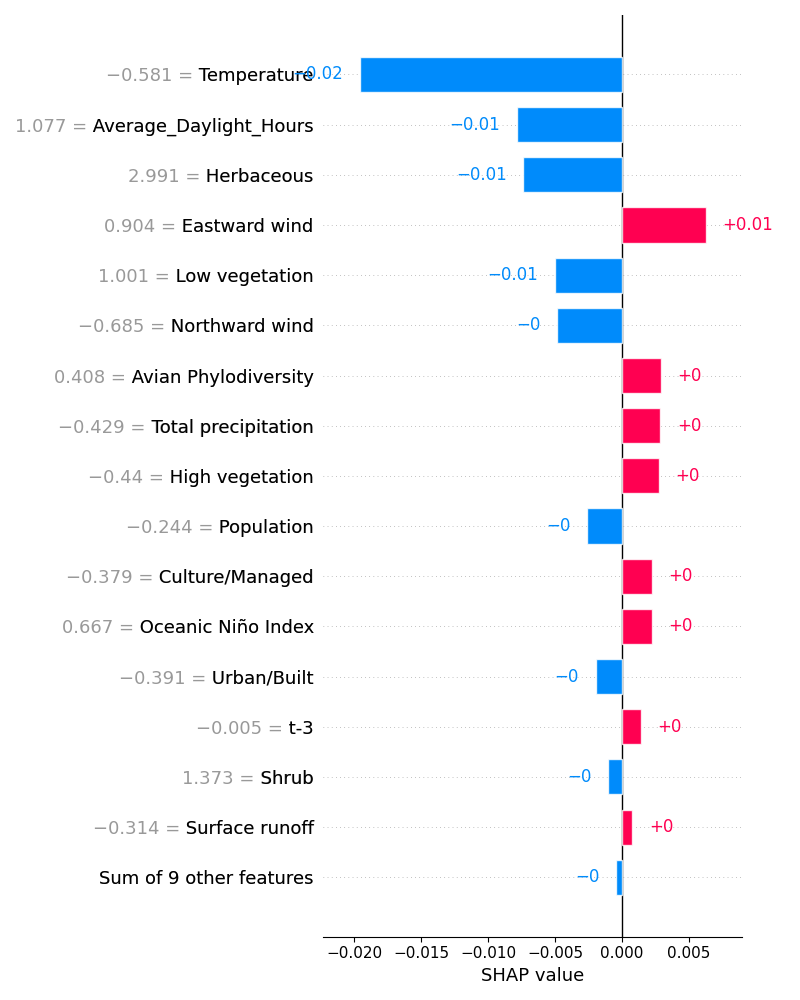 −0.581 = Temperature −0.02
1.077 = Average_Daylight_Hours −0.01
2.991 = Herbaceous −0.01
0.904 = Eastward wind +0.01
1.001 = Low vegetation −0.01
−0.685 = Northward wind −0
0.408 = Avian Phylodiversity +0
−0.429 = Total precipitation +0
−0.44 = High vegetation +0
−0.244 = Population −0
−0.379 = Culture/Managed +0
0.667 = Oceanic Niño Index +0
−0.391 = Urban/Built −0
−0.005 = t-3 +0
1.373 = Shrub −0
−0.314 = Surface runoff +0
Sum of 9 other features −0
−0.020 −0.015 −0.010 −0.005 0.000 0.005
SHAP value